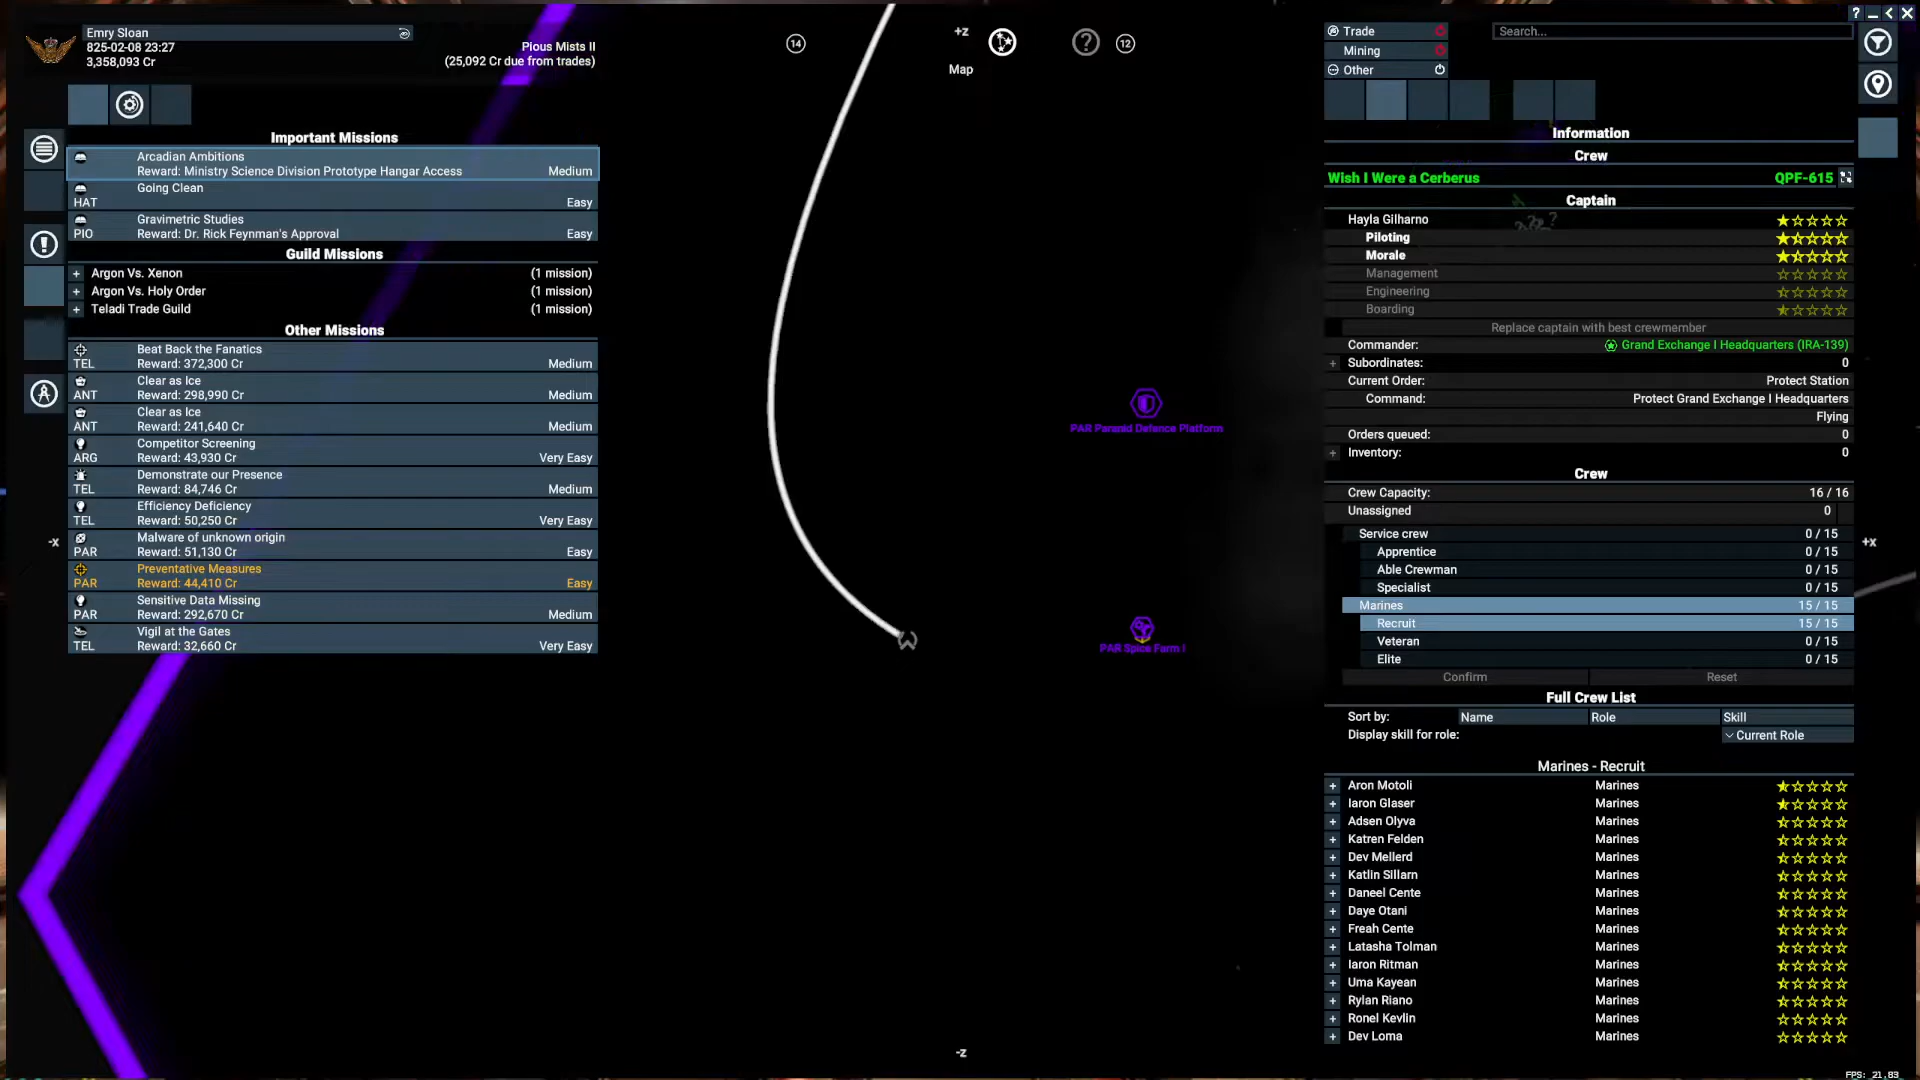 Emry Sloan
825-02-08 23:27
3,358,093 Cr
Pious Mists II
(25,092 Cr due from trades)
Important Missions
Arcadian Ambitions
Reward: Ministry Science Division Prototype Hangar Access Medium
Going Clean
HAT Easy
Gravimetric Studies
PIO Reward: Dr. Rick Feynman's Approval Easy
Guild Missions
+ Argon Vs. Xenon (1 mission)
+ Argon Vs. Holy Order (1 mission)
+ Teladi Trade Guild (1 mission)
Other Missions
Beat Back the Fanatics
TEL Reward: 372,300 Cr Medium
Clear as Ice
ANT Reward: 298,990 Cr Medium
Clear as Ice
ANT Reward: 241,640 Cr Medium
Competitor Screening
ARG Reward: 43,930 Cr Very Easy
Demonstrate our Presence
TEL Reward: 84,746 Cr Medium
Efficiency Deficiency
TEL Reward: 50,250 Cr Very Easy
Malware of unknown origin
PAR Reward: 51,130 Cr Easy
Preventative Measures
PAR Reward: 44,410 Cr Easy
Sensitive Data Missing
PAR Reward: 292,670 Cr Medium
Vigil at the Gates
TEL Reward: 32,660 Cr Very Easy
14
+z
Map
? 12
-x
+x
-z
PAR Paranid Defence Platform
PAR Spice Farm I
???
? _ < X
Trade
Mining
Other
Search...
Information
Crew
Wish I Were a Cerberus QPF-615
Captain
Hayla Gilharno
Piloting
Morale
Management
Engineering
Boarding
Replace captain with best crewmember
Commander: Grand Exchange I Headquarters (IRA-139)
+ Subordinates: 0
Current Order: Protect Station
Command: Protect Grand Exchange I Headquarters
Flying
Orders queued: 0
+ Inventory: 0
Crew
Crew Capacity: 16 / 16
Unassigned 0
Service crew 0 / 15
Apprentice 0 / 15
Able Crewman 0 / 15
Specialist 0 / 15
Marines 15 / 15
Recruit 15 / 15
Veteran 0 / 15
Elite 0 / 15
Confirm Reset
Full Crew List
Sort by: Name Role Skill
Display skill for role: Current Role
Marines - Recruit
+ Aron Motoli Marines
+ Iaron Glaser Marines
+ Adsen Olyva Marines
+ Katren Felden Marines
+ Dev Mellerd Marines
+ Katlin Sillarn Marines
+ Daneel Cente Marines
+ Daye Otani Marines
+ Freah Cente Marines
+ Latasha Tolman Marines
+ Iaron Ritman Marines
+ Uma Kayean Marines
+ Rylan Riano Marines
+ Ronel Kevlin Marines
+ Dev Loma Marines
FPS: 21.83